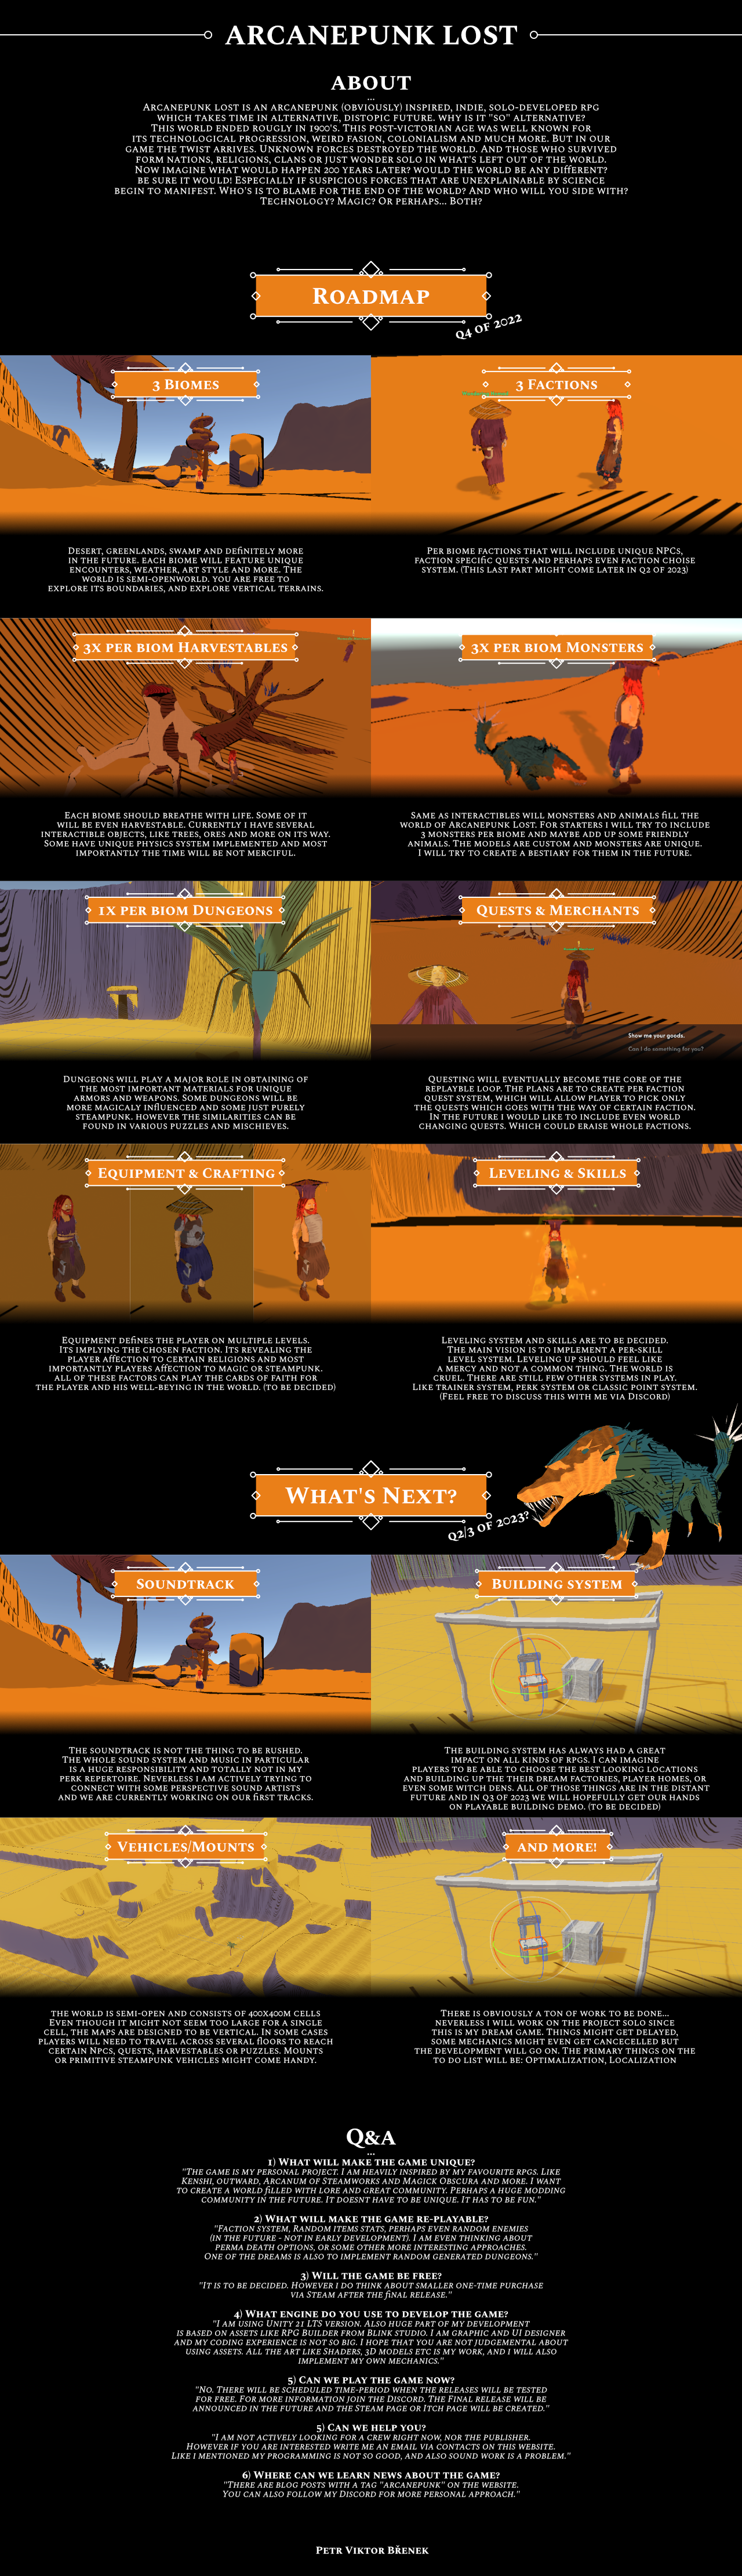 ARCANEPUNK LOST
ABOUT
...
ARCANEPUNK LOST IS AN ARCANEPUNK (OBVIOUSLY) INSPIRED, INDIE, SOLO-DEVELOPED RPG
WHICH TAKES TIME IN ALTERNATIVE, DISTOPIC FUTURE. WHY IS IT "SO" ALTERNATIVE?
THIS WORLD ENDED ROUGLY IN 1900'S. THIS POST-VICTORIAN AGE WAS WELL KNOWN FOR
ITS TECHNOLOGICAL PROGRESSION, WEIRD FASION, COLONIALISM AND MUCH MORE. BUT IN OUR
GAME THE TWIST ARRIVES. UNKNOWN FORCES DESTROYED THE WORLD. AND THOSE WHO SURVIVED
FORM NATIONS, RELIGIONS, CLANS OR JUST WONDER SOLO IN WHAT'S LEFT OUT OF THE WORLD.
NOW IMAGINE WHAT WOULD HAPPEN 200 YEARS LATER? WOULD THE WORLD BE ANY DIFFERENT?
BE SURE IT WOULD! ESPECIALLY IF SUSPICIOUS FORCES THAT ARE UNEXPLAINABLE BY SCIENCE
BEGIN TO MANIFEST. WHO'S IS TO BLAME FOR THE END OF THE WORLD? AND WHO WILL YOU SIDE WITH?
TECHNOLOGY? MAGIC? OR PERHAPS... BOTH?
ROADMAP
Q4 OF 2022
3 BIOMES
DESERT, GREENLANDS, SWAMP AND DEFINITELY MORE
IN THE FUTURE. EACH BIOME WILL FEATURE UNIQUE
ENCOUNTERS, WEATHER, ART STYLE AND MORE. THE
WORLD IS SEMI-OPENWORLD. YOU ARE FREE TO
EXPLORE ITS BOUNDARIES, AND EXPLORE VERTICAL TERRAINS.
3 FACTIONS
PER BIOME FACTIONS THAT WILL INCLUDE UNIQUE NPCS,
FACTION SPECIFIC QUESTS AND PERHAPS EVEN FACTION CHOISE
SYSTEM. (THIS LAST PART MIGHT COME LATER IN Q2 OF 2023)
3X PER BIOM HARVESTABLES
EACH BIOME SHOULD BREATHE WITH LIFE. SOME OF IT
WILL BE EVEN HARVESTABLE. CURRENTLY I HAVE SEVERAL
INTERACTIBLE OBJECTS, LIKE TREES, ORES AND MORE ON ITS WAY.
SOME HAVE UNIQUE PHYSICS SYSTEM IMPLEMENTED AND MOST
IMPORTANTLY THE TIME WILL BE NOT MERCIFUL.
3X PER BIOM MONSTERS
SAME AS INTERACTIBLES WILL MONSTERS AND ANIMALS FILL THE
WORLD OF ARCANEPUNK LOST. FOR STARTERS I WILL TRY TO INCLUDE
3 MONSTERS PER BIOME AND MAYBE ADD UP SOME FRIENDLY
ANIMALS. THE MODELS ARE CUSTOM AND MONSTERS ARE UNIQUE.
I WILL TRY TO CREATE A BESTIARY FOR THEM IN THE FUTURE.
1X PER BIOM DUNGEONS
DUNGEONS WILL PLAY A MAJOR ROLE IN OBTAINING OF
THE MOST IMPORTANT MATERIALS FOR UNIQUE
ARMORS AND WEAPONS. SOME DUNGEONS WILL BE
MORE MAGICALY INFLUENCED AND SOME JUST PURELY
STEAMPUNK. HOWEVER THE SIMILARITIES CAN BE
FOUND IN VARIOUS PUZZLES AND MISCHIEVES.
QUESTS & MERCHANTS
Show me your goods.
Can I do something for you?
QUESTING WILL EVENTUALLY BECOME THE CORE OF THE
REPLAYBLE LOOP. THE PLANS ARE TO CREATE PER FACTION
QUEST SYSTEM, WHICH WILL ALLOW PLAYER TO PICK ONLY
THE QUESTS WHICH GOES WITH THE WAY OF CERTAIN FACTION.
IN THE FUTURE I WOULD LIKE TO INCLUDE EVEN WORLD
CHANGING QUESTS. WHICH COULD ERAISE WHOLE FACTIONS.
EQUIPMENT & CRAFTING
EQUIPMENT DEFINES THE PLAYER ON MULTIPLE LEVELS.
ITS IMPLYING THE CHOSEN FACTION. ITS REVEALING THE
PLAYER AFFECTION TO CERTAIN RELIGIONS AND MOST
IMPORTANTLY PLAYERS AFFECTION TO MAGIC OR STEAMPUNK.
ALL OF THESE FACTORS CAN PLAY THE CARDS OF FAITH FOR
THE PLAYER AND HIS WELL-BEYING IN THE WORLD. (TO BE DECIDED)
LEVELING & SKILLS
LEVELING SYSTEM AND SKILLS ARE TO BE DECIDED.
THE MAIN VISION IS TO IMPLEMENT A PER-SKILL
LEVEL SYSTEM. LEVELING UP SHOULD FEEL LIKE
A MERCY AND NOT A COMMON THING. THE WORLD IS
CRUEL. THERE ARE STILL FEW OTHER SYSTEMS IN PLAY.
LIKE TRAINER SYSTEM, PERK SYSTEM OR CLASSIC POINT SYSTEM.
(FEEL FREE TO DISCUSS THIS WITH ME VIA DISCORD)
WHAT'S NEXT?
Q2/3 OF 2023?
SOUNDTRACK
THE SOUNDTRACK IS NOT THE THING TO BE RUSHED.
THE WHOLE SOUND SYSTEM AND MUSIC IN PARTICULAR
IS A HUGE RESPONSIBILITY AND TOTALLY NOT IN MY
PERK REPERTOIRE. NEVERLESS I AM ACTIVELY TRYING TO
CONNECT WITH SOME PERSPECTIVE SOUND ARTISTS
AND WE ARE CURRENTLY WORKING ON OUR FIRST TRACKS.
BUILDING SYSTEM
THE BUILDING SYSTEM HAS ALWAYS HAD A GREAT
IMPACT ON ALL KINDS OF RPGS. I CAN IMAGINE
PLAYERS TO BE ABLE TO CHOOSE THE BEST LOOKING LOCATIONS
AND BUILDING UP THE THEIR DREAM FACTORIES, PLAYER HOMES, OR
EVEN SOME WITCH DENS. ALL OF THOSE THINGS ARE IN THE DISTANT
FUTURE AND IN Q3 OF 2023 WE WILL HOPEFULLY GET OUR HANDS
ON PLAYABLE BUILDING DEMO. (TO BE DECIDED)
VEHICLES/MOUNTS
THE WORLD IS SEMI-OPEN AND CONSISTS OF 400X400M CELLS
EVEN THOUGH IT MIGHT NOT SEEM TOO LARGE FOR A SINGLE
CELL, THE MAPS ARE DESIGNED TO BE VERTICAL. IN SOME CASES
PLAYERS WILL NEED TO TRAVEL ACROSS SEVERAL FLOORS TO REACH
CERTAIN NPCS, QUESTS, HARVESTABLES OR PUZZLES. MOUNTS
OR PRIMITIVE STEAMPUNK VEHICLES MIGHT COME HANDY.
AND MORE!
THERE IS OBVIOUSLY A TON OF WORK TO BE DONE...
NEVERLESS I WILL WORK ON THE PROJECT SOLO SINCE
THIS IS MY DREAM GAME. THINGS MIGHT GET DELAYED,
SOME MECHANICS MIGHT EVEN GET CANCECELLED BUT
THE DEVELOPMENT WILL GO ON. THE PRIMARY THINGS ON THE
TO DO LIST WILL BE: OPTIMALIZATION, LOCALIZATION
Q&A
...
1) WHAT WILL MAKE THE GAME UNIQUE?
"THE GAME IS MY PERSONAL PROJECT. I AM HEAVILY INSPIRED BY MY FAVOURITE RPGS. LIKE
KENSHI, OUTWARD, ARCANUM OF STEAMWORKS AND MAGICK OBSCURA AND MORE. I WANT
TO CREATE A WORLD FILLED WITH LORE AND GREAT COMMUNITY. PERHAPS A HUGE MODDING
COMMUNITY IN THE FUTURE. IT DOESNT HAVE TO BE UNIQUE. IT HAS TO BE FUN."
2) WHAT WILL MAKE THE GAME RE-PLAYABLE?
"FACTION SYSTEM, RANDOM ITEMS STATS, PERHAPS EVEN RANDOM ENEMIES
(IN THE FUTURE - NOT IN EARLY DEVELOPMENT). I AM EVEN THINKING ABOUT
PERMA DEATH OPTIONS, OR SOME OTHER MORE INTERESTING APPROACHES.
ONE OF THE DREAMS IS ALSO TO IMPLEMENT RANDOM GENERATED DUNGEONS."
3) WILL THE GAME BE FREE?
"IT IS TO BE DECIDED. HOWEVER I DO THINK ABOUT SMALLER ONE-TIME PURCHASE
VIA STEAM AFTER THE FINAL RELEASE."
4) WHAT ENGINE DO YOU USE TO DEVELOP THE GAME?
"I AM USING UNITY 21 LTS VERSION. ALSO HUGE PART OF MY DEVELOPMENT
IS BASED ON ASSETS LIKE RPG BUILDER FROM BLINK STUDIO. I AM GRAPHIC AND UI DESIGNER
AND MY CODING EXPERIENCE IS NOT SO BIG. I HOPE THAT YOU ARE NOT JUDGEMENTAL ABOUT
USING ASSETS. ALL THE ART LIKE SHADERS, 3D MODELS ETC IS MY WORK, AND I WILL ALSO
IMPLEMENT MY OWN MECHANICS."
5) CAN WE PLAY THE GAME NOW?
"NO. THERE WILL BE SCHEDULED TIME-PERIOD WHEN THE RELEASES WILL BE TESTED
FOR FREE. FOR MORE INFORMATION JOIN THE DISCORD. THE FINAL RELEASE WILL BE
ANNOUNCED IN THE FUTURE AND THE STEAM PAGE OR ITCH PAGE WILL BE CREATED."
5) CAN WE HELP YOU?
"I AM NOT ACTIVELY LOOKING FOR A CREW RIGHT NOW, NOR THE PUBLISHER.
HOWEVER IF YOU ARE INTERESTED WRITE ME AN EMAIL VIA CONTACTS ON THIS WEBSITE.
LIKE I MENTIONED MY PROGRAMMING IS NOT SO GOOD, AND ALSO SOUND WORK IS A PROBLEM."
6) WHERE CAN WE LEARN NEWS ABOUT THE GAME?
"THERE ARE BLOG POSTS WITH A TAG "ARCANEPUNK" ON THE WEBSITE.
YOU CAN ALSO FOLLOW MY DISCORD FOR MORE PERSONAL APPROACH."
PETR VIKTOR BŘENEK